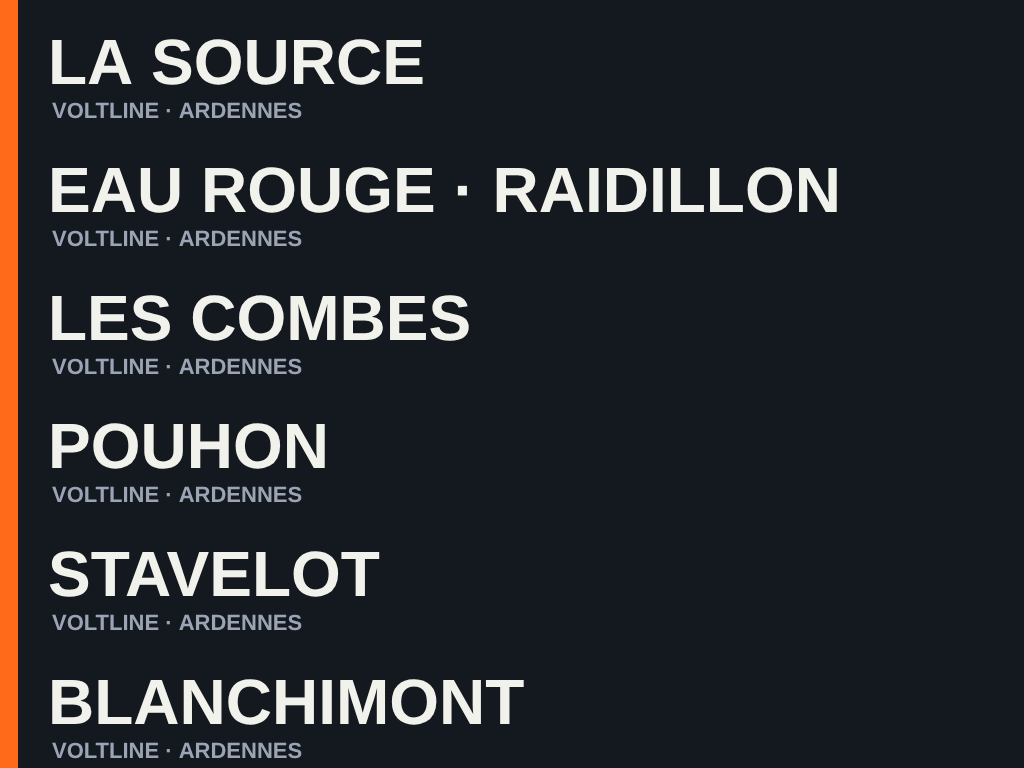 LA SOURCE
VOLTLINE · ARDENNES
EAU ROUGE · RAIDILLON
VOLTLINE · ARDENNES
LES COMBES
VOLTLINE · ARDENNES
POUHON
VOLTLINE · ARDENNES
STAVELOT
VOLTLINE · ARDENNES
BLANCHIMONT
VOLTLINE · ARDENNES